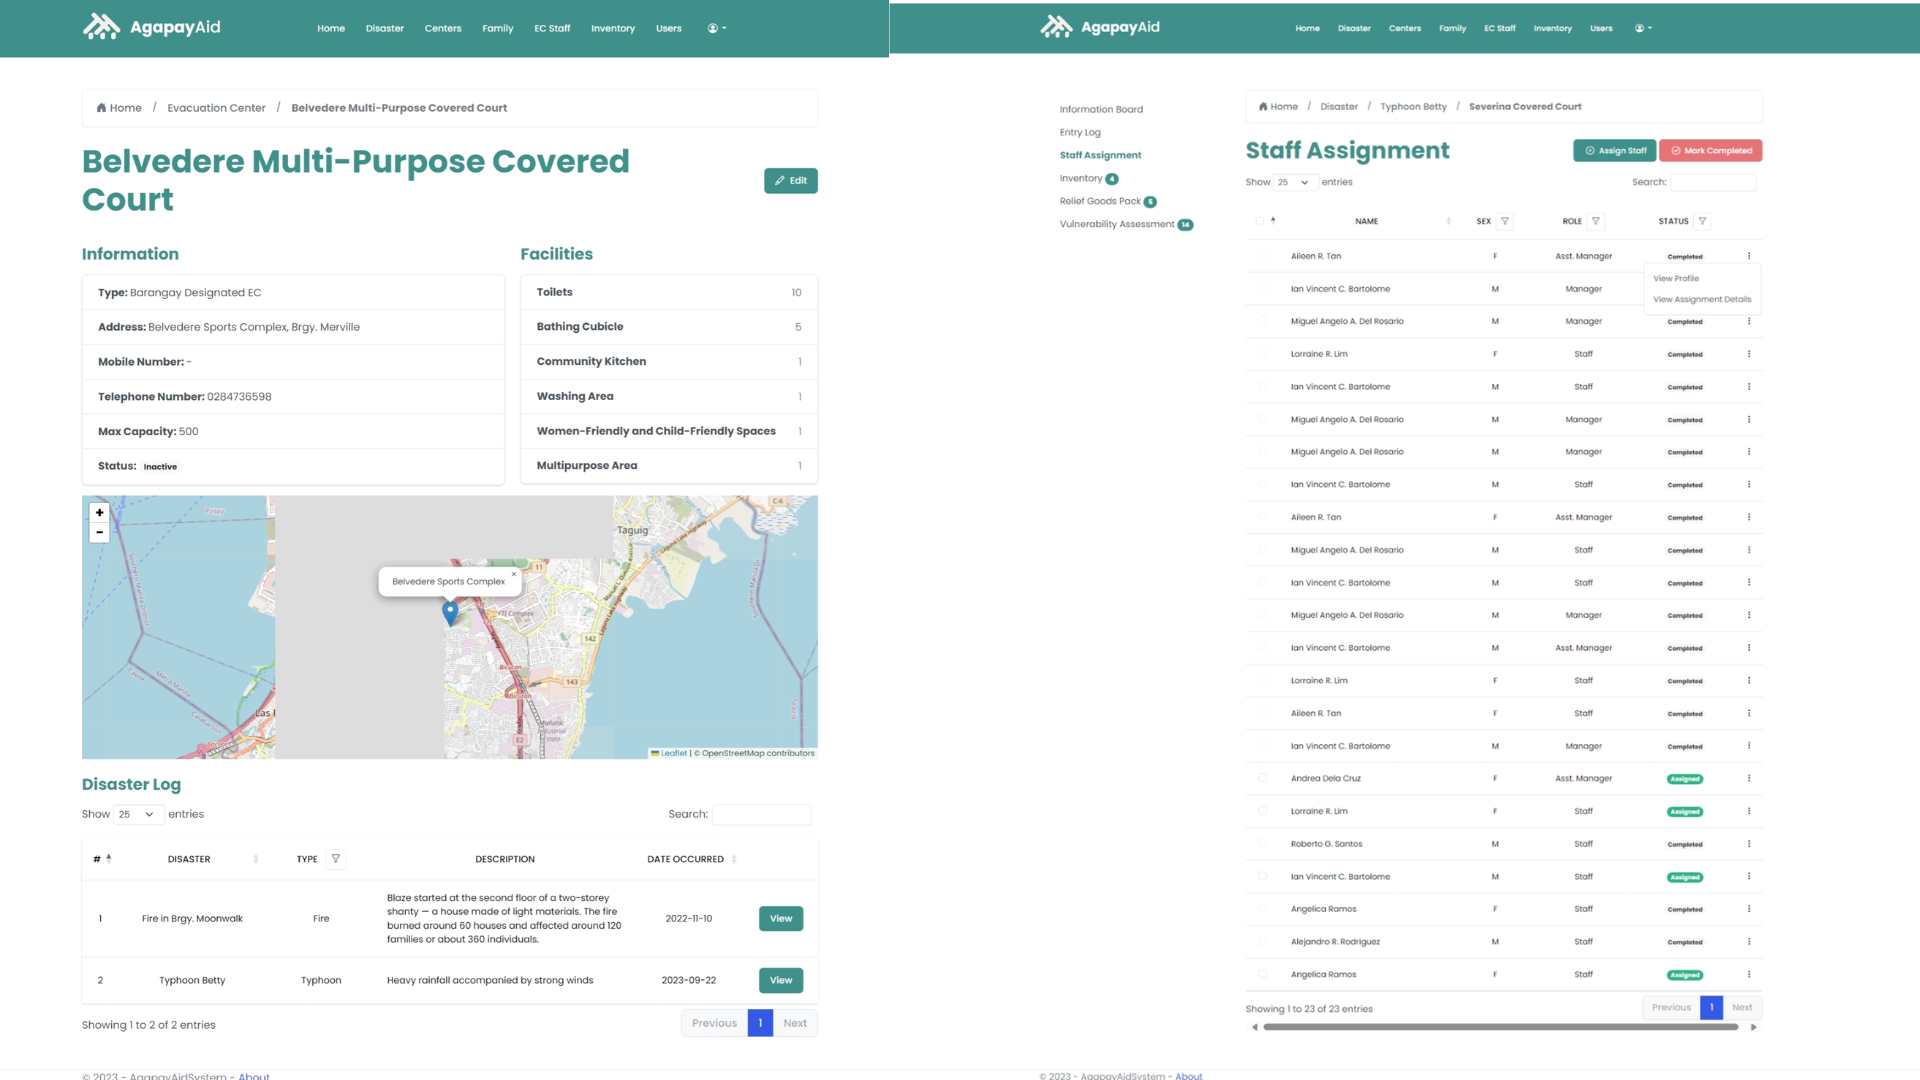 AgapayAid
Home Disaster Centers Family EC Staff Inventory Users
Home / Evacuation Center / Belvedere Multi-Purpose Covered Court
Belvedere Multi-Purpose Covered
Court
Edit
Information
Type: Barangay Designated EC
Address: Belvedere Sports Complex, Brgy. Merville
Mobile Number: -
Telephone Number: 0284736598
Max Capacity: 500
Status: Inactive
Facilities
Toilets 10
Bathing Cubicle 5
Community Kitchen 1
Washing Area 1
Women-Friendly and Child-Friendly Spaces 1
Multipurpose Area 1
+
-
Pasay
Taguig
C-6
11
Belvedere Sports Complex ×
FTI Complex
142
Bicutan
143
Bicutan
E2
Las
Cavite
Metro Manila
Leaflet | © OpenStreetMap contributors
Disaster Log
Show 25 entries
Search:
# DISASTER TYPE DESCRIPTION DATE OCCURRED
1 Fire in Brgy. Moonwalk Fire Blaze started at the second floor of a two-storey
shanty — a house made of light materials. The fire
burned around 60 houses and affected around 120
families or about 360 individuals. 2022-11-10 View
2 Typhoon Betty Typhoon Heavy rainfall accompanied by strong winds 2023-09-22 View
Showing 1 to 2 of 2 entries
Previous 1 Next
© 2023 - AgapayAidSystem - About
AgapayAid
Home Disaster Centers Family EC Staff Inventory Users
Information Board
Entry Log
Staff Assignment
Inventory 4
Relief Goods Pack 5
Vulnerability Assessment 14
Home / Disaster / Typhoon Betty / Severina Covered Court
Staff Assignment
Assign Staff
Mark Completed
Show 25 entries
Search:
NAME SEX ROLE STATUS
Aileen R. Tan F Asst. Manager Completed
View Profile
View Assignment Details
Ian Vincent C. Bartolome M Manager
Miguel Angelo A. Del Rosario M Manager Completed
Lorraine R. Lim F Staff Completed
Ian Vincent C. Bartolome M Staff Completed
Miguel Angelo A. Del Rosario M Manager Completed
Miguel Angelo A. Del Rosario M Manager Completed
Ian Vincent C. Bartolome M Staff Completed
Aileen R. Tan F Asst. Manager Completed
Miguel Angelo A. Del Rosario M Staff Completed
Ian Vincent C. Bartolome M Staff Completed
Miguel Angelo A. Del Rosario M Manager Completed
Ian Vincent C. Bartolome M Asst. Manager Completed
Lorraine R. Lim F Staff Completed
Aileen R. Tan F Staff Completed
Ian Vincent C. Bartolome M Manager Completed
Andrea Dela Cruz F Asst. Manager Assigned
Lorraine R. Lim F Staff Assigned
Roberto G. Santos M Staff Completed
Ian Vincent C. Bartolome M Staff Assigned
Angelica Ramos F Staff Completed
Alejandro R. Rodriguez M Staff Completed
Angelica Ramos F Staff Assigned
Showing 1 to 23 of 23 entries
Previous 1 Next
© 2023 - AgapayAidSystem - About